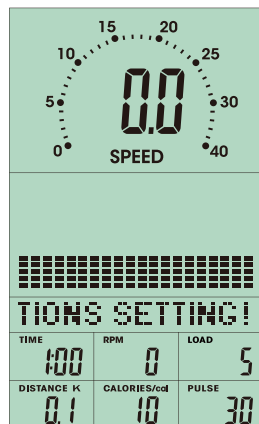 15 20
10 25
5 0.0 30
0 SPEED 40
TIONS SETTING!
TIME RPM LOAD
1:00 0 5
DISTANCE K CALORIES/cal PULSE
0.1 10 30